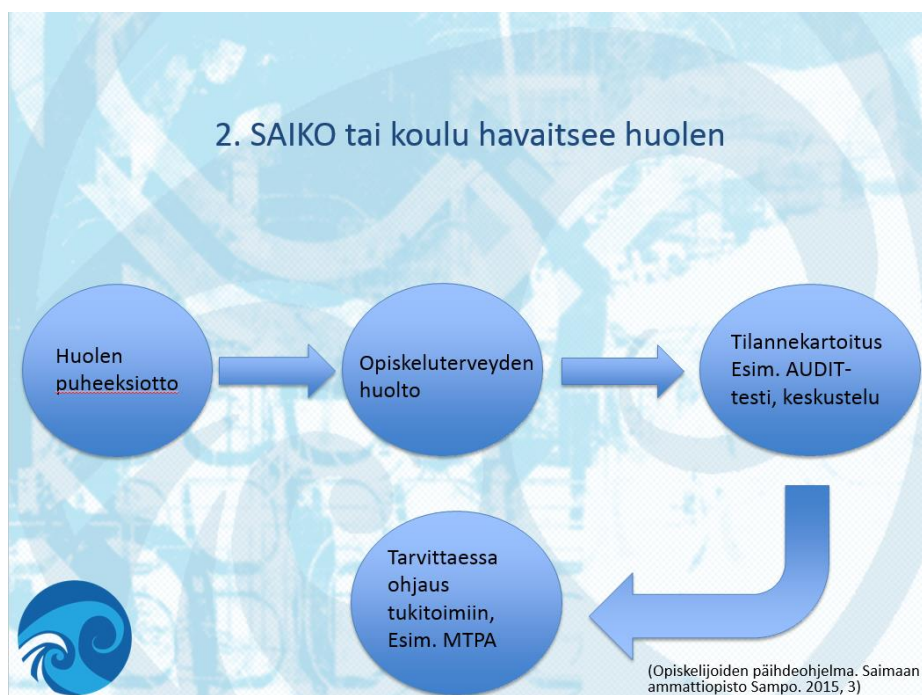 2. SAIKO tai koulu havaitsee huolen
Huolen
puheeksiotto
Opiskeluterveyden
huolto
Tilannekartoitus
Esim. AUDIT-
testi, keskustelu
Tarvittaessa
ohjaus
tukitoimiin,
Esim. MTPA
(Opiskelijoiden päihdeohjelma. Saimaan
ammattiopisto Sampo. 2015, 3)